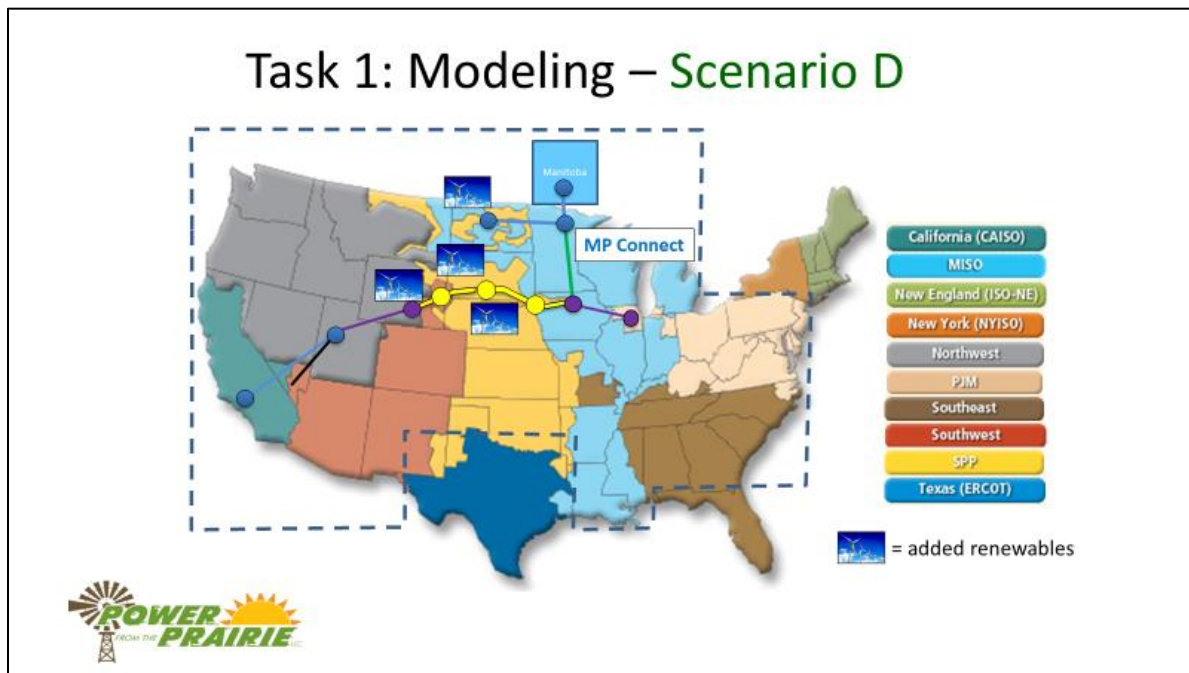 Task 1: Modeling – Scenario D
Manitoba
MP Connect
California (CAISO)
MISO
New England (ISO-NE)
New York (NYISO)
Northwest
PJM
Southeast
Southwest
SPP
Texas (ERCOT)
= added renewables
POWER
FROM THE
PRAIRIE LLC